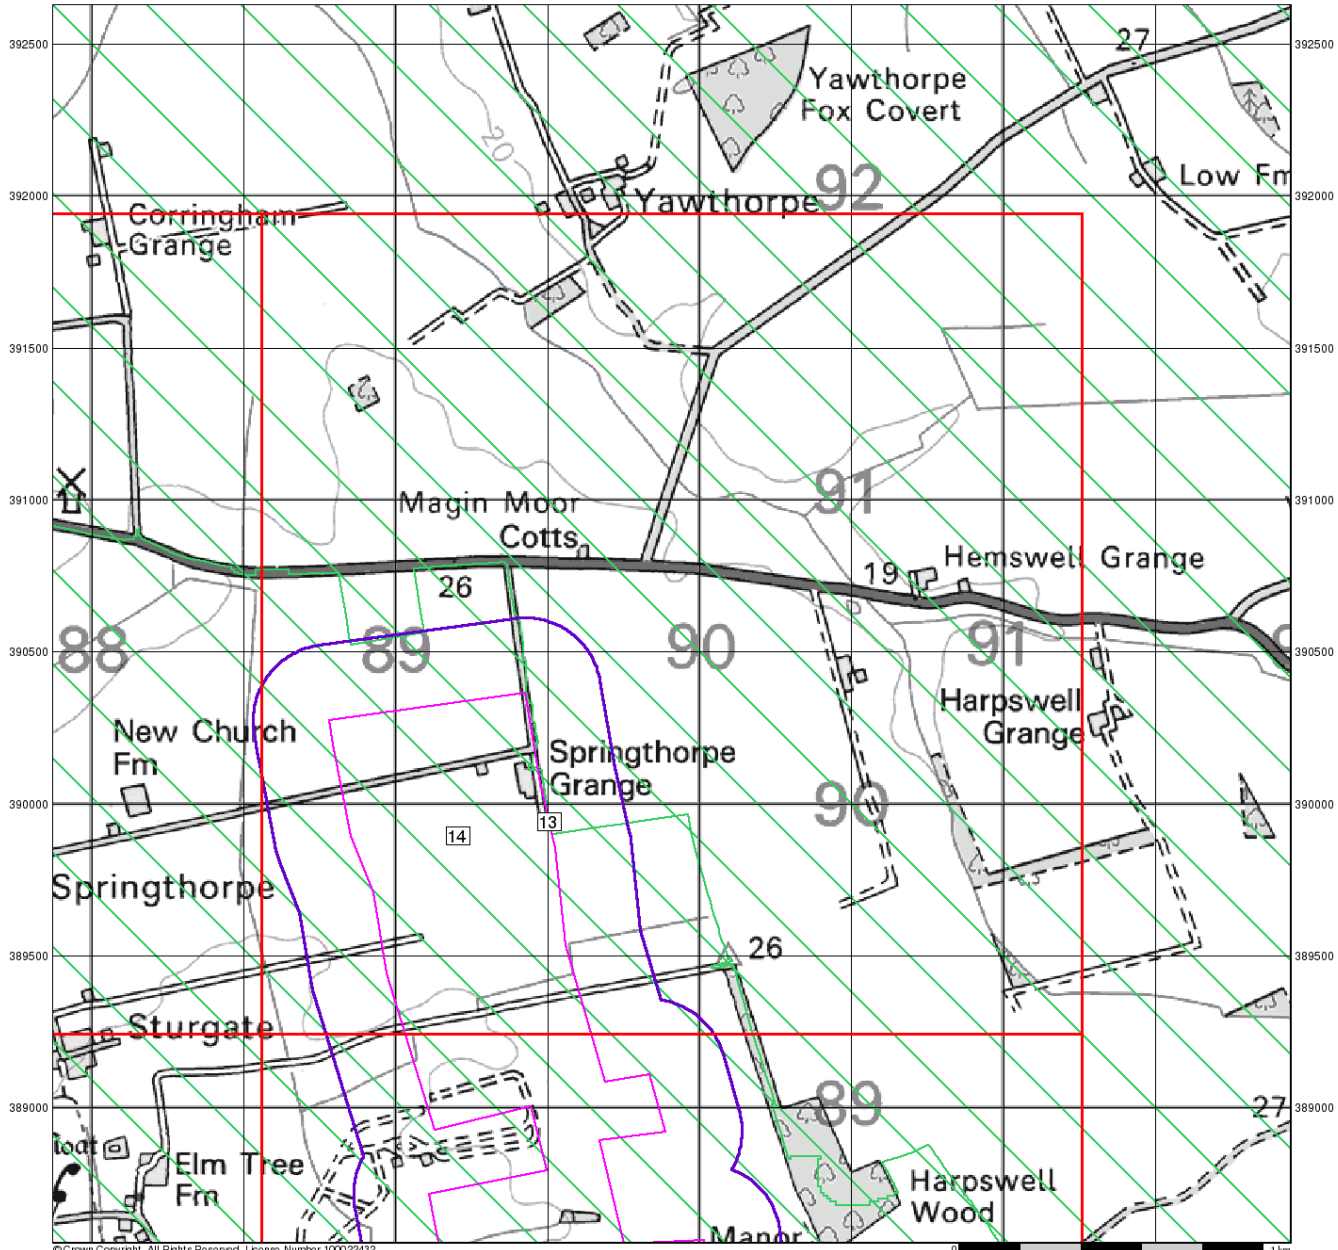 392500
27
392500
Yawthorpe
Fox Covert
20
92
Low Fm
392000
Yawthorpe
392000
Corringham
Grange
391500
391500
91
391000
Magin Moor
391000
Cotts
Hemswell Grange
19
26
88
89
90
91
390500
390500
Harpswell
Grange
New Church
Fm
Springthorpe
Grange
390000
90
390000
13
14
Springthorpe
26
389500
389500
Sturgate
89
389000
27
389000
Elm Tree
Fm
Harpswell
Wood
Manor
© Crown Copyright. All Rights Reserved. License Number 100022432
0
1 km